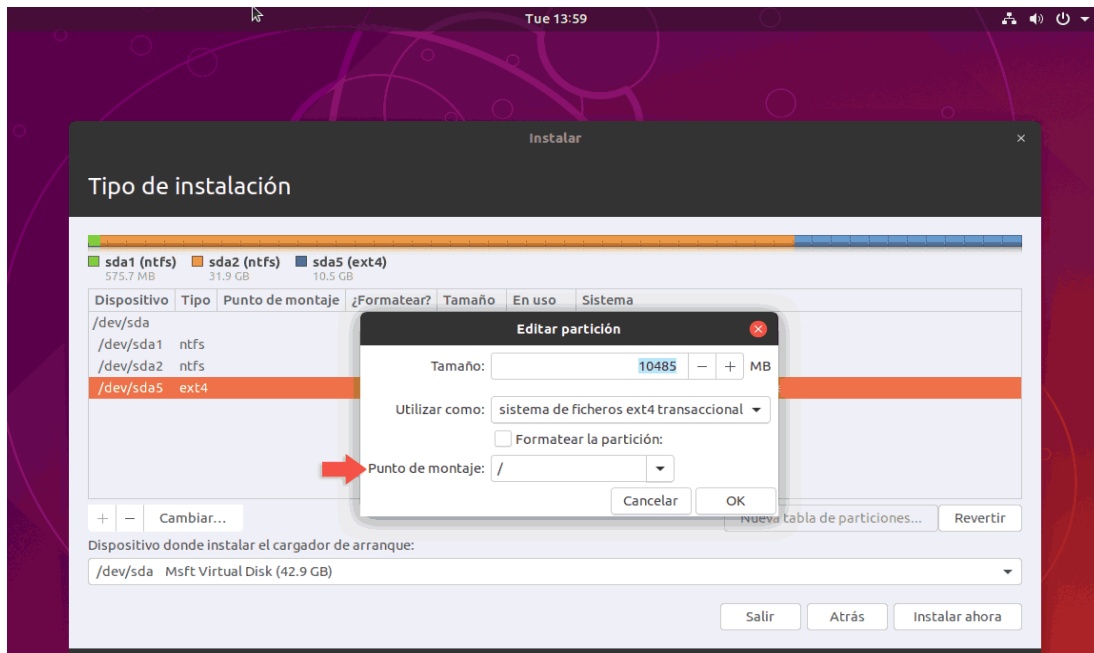 Tue 13:59
Instalar
Tipo de instalación
sda1 (ntfs) sda2 (ntfs) sda5 (ext4)
575.7 MB 31.9 GB 10.5 GB
Dispositivo Tipo Punto de montaje ¿Formatear? Tamaño En uso Sistema
/dev/sda
/dev/sda1 ntfs
/dev/sda2 ntfs
/dev/sda5 ext4
Editar partición
Tamaño: 10485 − + MB
Utilizar como: sistema de ficheros ext4 transaccional
Formatear la partición:
Punto de montaje: /
Cancelar OK
+ − Cambiar... Nueva tabla de particiones... Revertir
Dispositivo donde instalar el cargador de arranque:
/dev/sda Msft Virtual Disk (42.9 GB)
Salir Atrás Instalar ahora